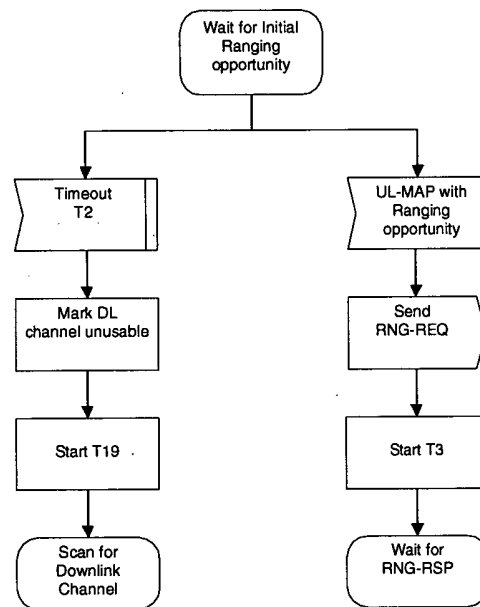 Wait for Initial
Ranging
opportunity
Timeout
T2
UL-MAP with
Ranging
opportunity
Mark DL
channel unusable
Send
RNG-REQ
Start T19
Start T3
Scan for
Downlink
Channel
Wait for
RNG-RSP